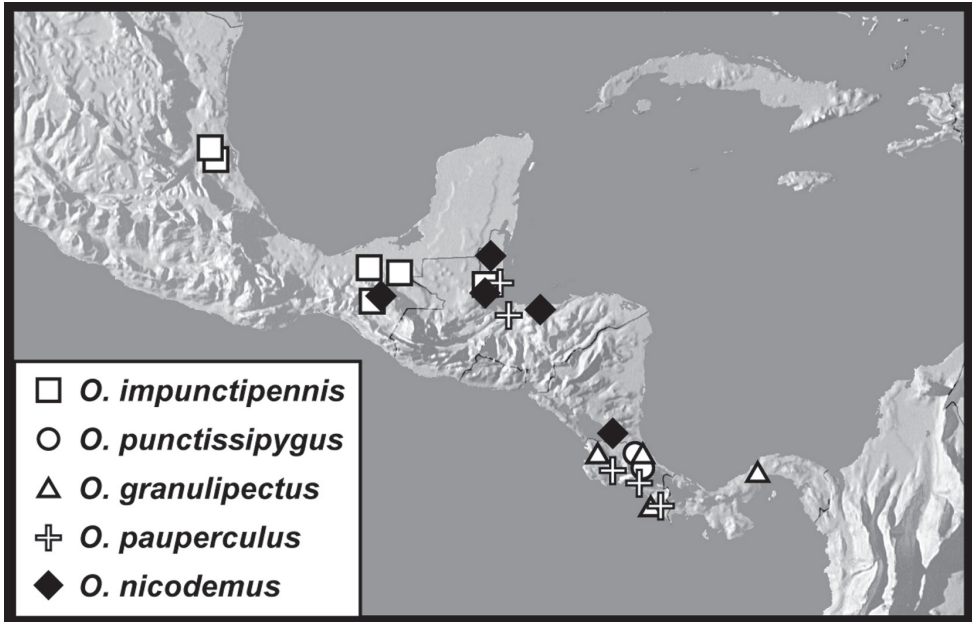 O. impunctipennis
O. punctissipygus
O. granulipectus
O. pauperculus
O. nicodemus